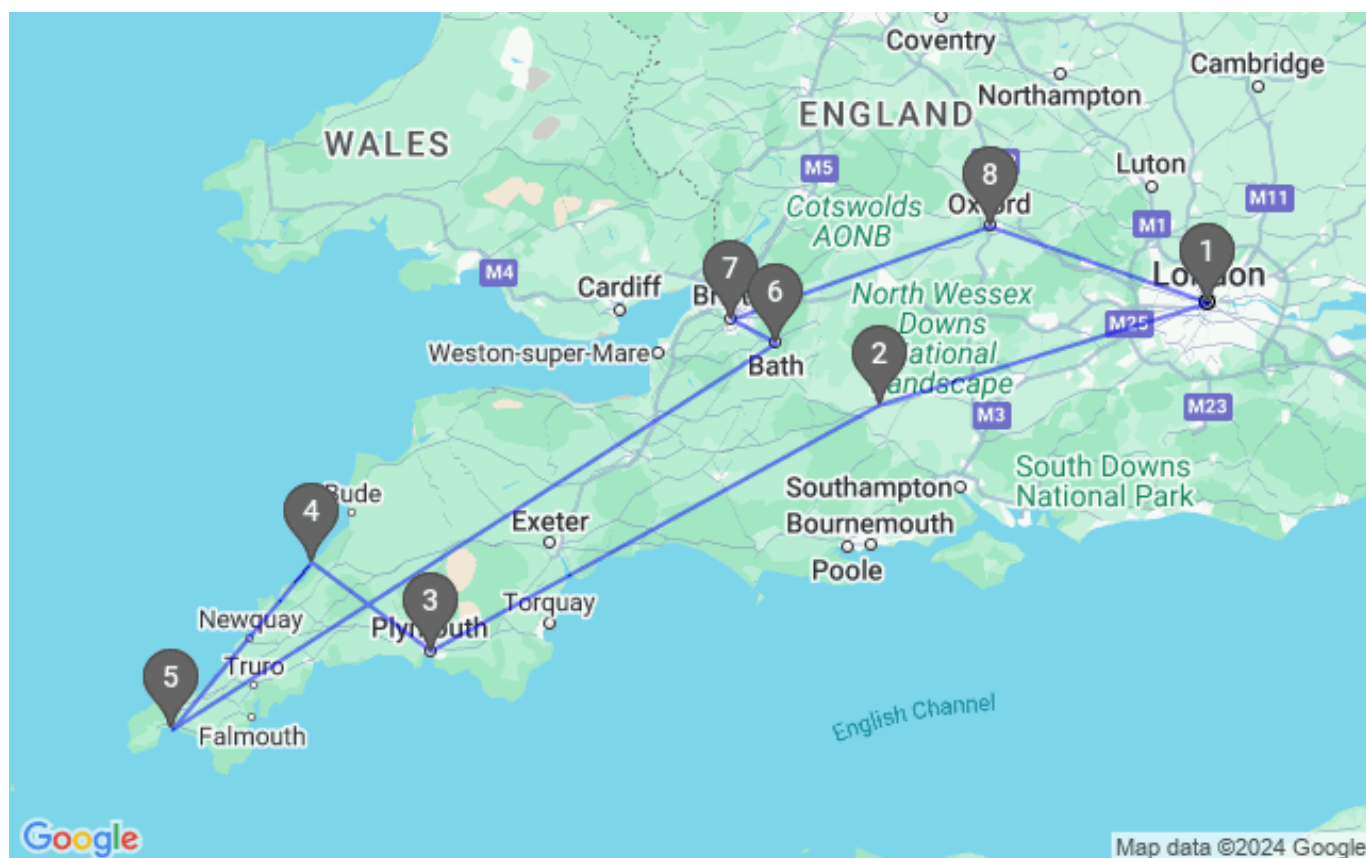 Coventry
Cambridge
Northampton
ENGLAND
WALES
M5
8
Luton
M11
Oxford
Cotswolds
AONB
M1
1
London
M4
Cardiff
7
6
North Wessex
Downs
National
Landscape
M25
Weston-super-Mare
Bath
2
M3
M23
South Downs
National Park
Southampton
Bude
4
Exeter
Bournemouth
Poole
3
Torquay
Newquay
Plymouth
Truro
5
Falmouth
English Channel
Google
Map data ©2024 Google